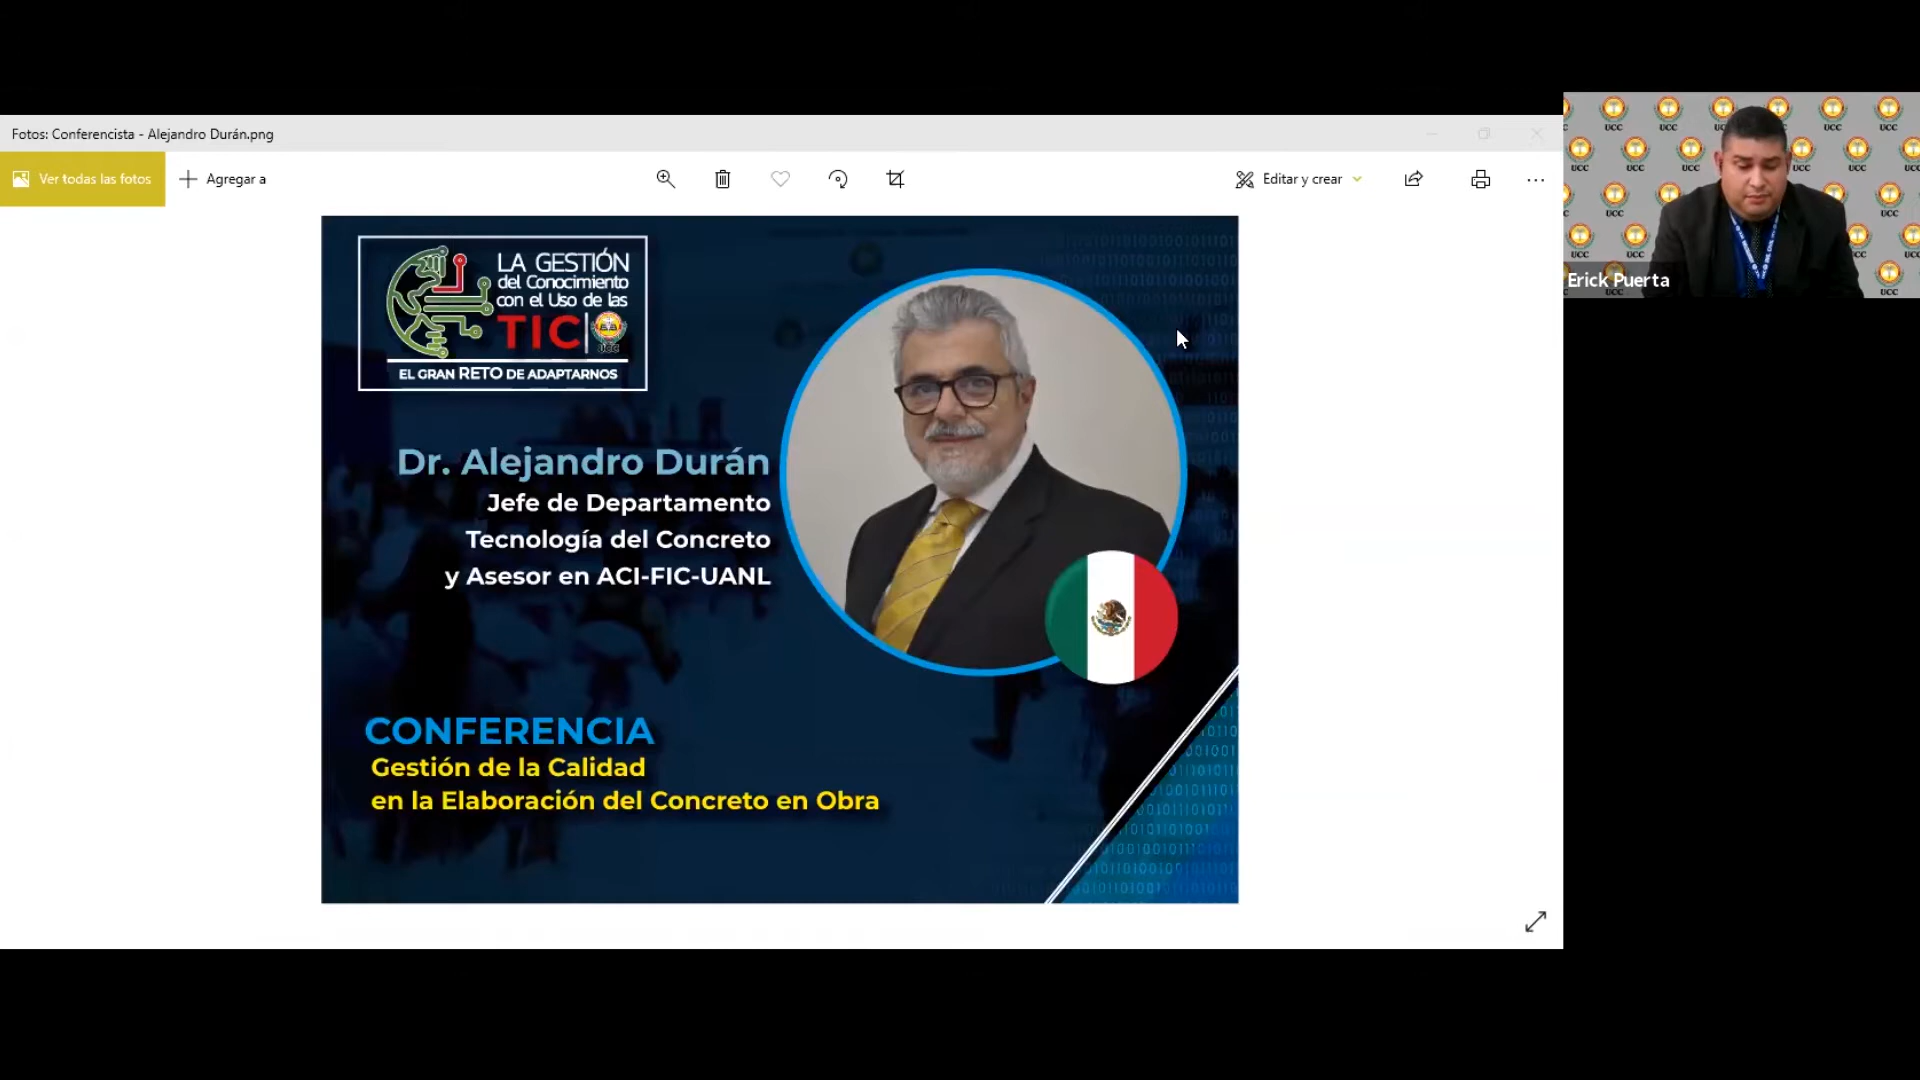 Fotos: Conferencista - Alejandro Durán.png
Ver todas las fotos
Agregar a
Editar y crear
LA GESTIÓN
del Conocimiento
con el Uso de las
TIC
UCC
EL GRAN RETO DE ADAPTARNOS
Dr. Alejandro Durán
Jefe de Departamento
Tecnología del Concreto
y Asesor en ACI-FIC-UANL
CONFERENCIA
Gestión de la Calidad
en la Elaboración del Concreto en Obra
UCC
Erick Puerta